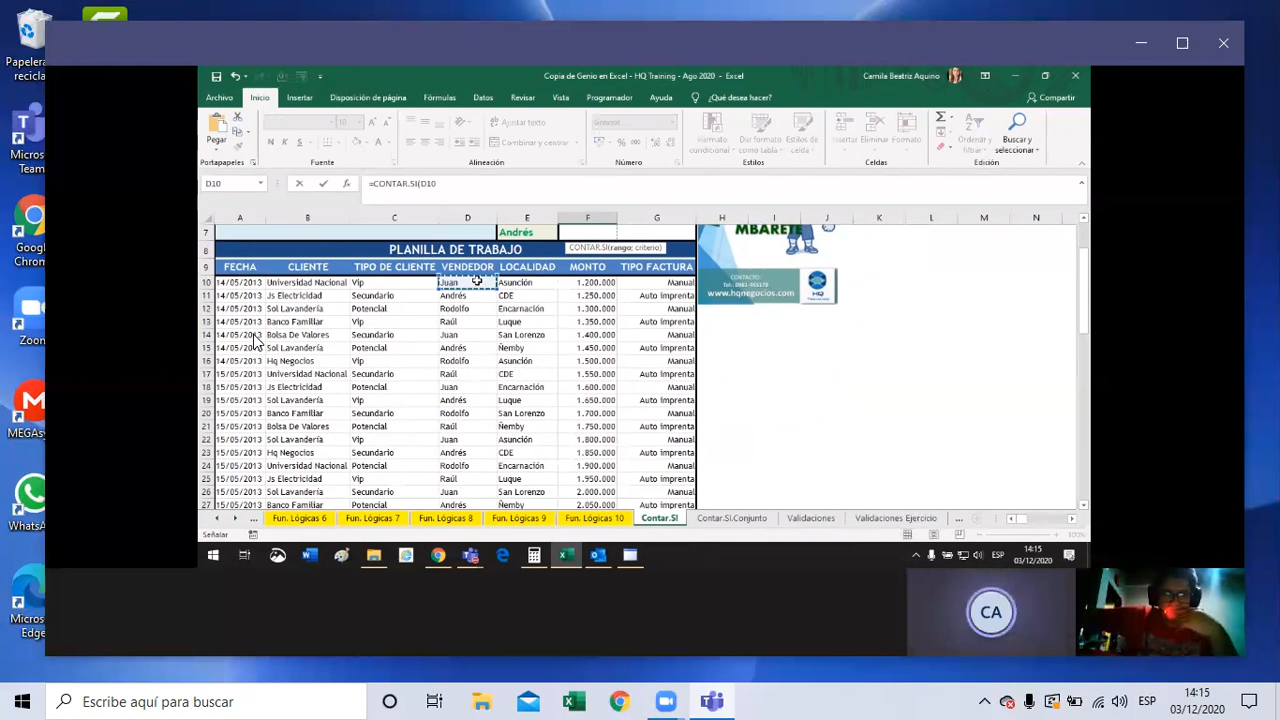 Papelera
recicla
Microso
Team
Google
Chrom
Zoon
MEGAsy
WhatsA
Micros
Edge
Copia de Genio en Excel - HQ Training - Ago 2020 - Excel
Camila Beatriz Aquino
Archivo Inicio Insertar Disposición de página Fórmulas Datos Revisar Vista Programador Ayuda ¿Qué desea hacer? Compartir
Pegar
Ajustar texto
Combinar y centrar
General
Formato condicional
Dar formato como tabla
Estilos de celda
Insertar Eliminar Formato
Ordenar y filtrar
Buscar y seleccionar
Portapapeles Fuente Alineación Número Estilos Celdas Edición
D10 =CONTAR.SI(D10
A B C D E F G H I J K L M N
7 Andrés
8 PLANILLA DE TRABAJO
CONTAR.SI(rango; criterio)
9 FECHA CLIENTE TIPO DE CLIENTE VENDEDOR LOCALIDAD MONTO TIPO FACTURA
10 14/05/2013 Universidad Nacional Vip Juan Asunción 1.200.000 Manual
11 14/05/2013 Js Electricidad Secundario Andrés CDE 1.250.000 Auto imprenta
12 14/05/2013 Sol Lavandería Potencial Rodolfo Encarnación 1.300.000 Manual
13 14/05/2013 Banco Familiar Vip Raúl Luque 1.350.000 Auto imprenta
14 14/05/2013 Bolsa De Valores Secundario Juan San Lorenzo 1.400.000 Manual
15 14/05/2013 Sol Lavandería Potencial Andrés Ñemby 1.450.000 Auto imprenta
16 14/05/2013 Hq Negocios Vip Rodolfo Asunción 1.500.000 Manual
17 15/05/2013 Universidad Nacional Secundario Raúl CDE 1.550.000 Auto imprenta
18 15/05/2013 Js Electricidad Potencial Juan Encarnación 1.600.000 Manual
19 15/05/2013 Sol Lavandería Vip Andrés Luque 1.650.000 Auto imprenta
20 15/05/2013 Banco Familiar Secundario Rodolfo San Lorenzo 1.700.000 Manual
21 15/05/2013 Bolsa De Valores Potencial Raúl Ñemby 1.750.000 Auto imprenta
22 15/05/2013 Sol Lavandería Vip Juan Asunción 1.800.000 Manual
23 15/05/2013 Hq Negocios Secundario Andrés CDE 1.850.000 Auto imprenta
24 15/05/2013 Universidad Nacional Potencial Rodolfo Encarnación 1.900.000 Manual
25 15/05/2013 Js Electricidad Vip Raúl Luque 1.950.000 Auto imprenta
26 15/05/2013 Sol Lavandería Secundario Juan San Lorenzo 2.000.000 Manual
27 15/05/2013 Banco Familiar Potencial Andrés Ñemby 2.050.000 Auto imprenta
MBARETE
CONTACTO:
www.hqnegocios.com
HQ
... Fun. Lógicas 6 Fun. Lógicas 7 Fun. Lógicas 8 Fun. Lógicas 9 Fun. Lógicas 10 Contar.SI Contar.SI.Conjunto Validaciones Validaciones Ejercicio ...
Señalar 100%
ESP
14:15
03/12/2020
CA
Escribe aquí para buscar
ESP
14:15
03/12/2020